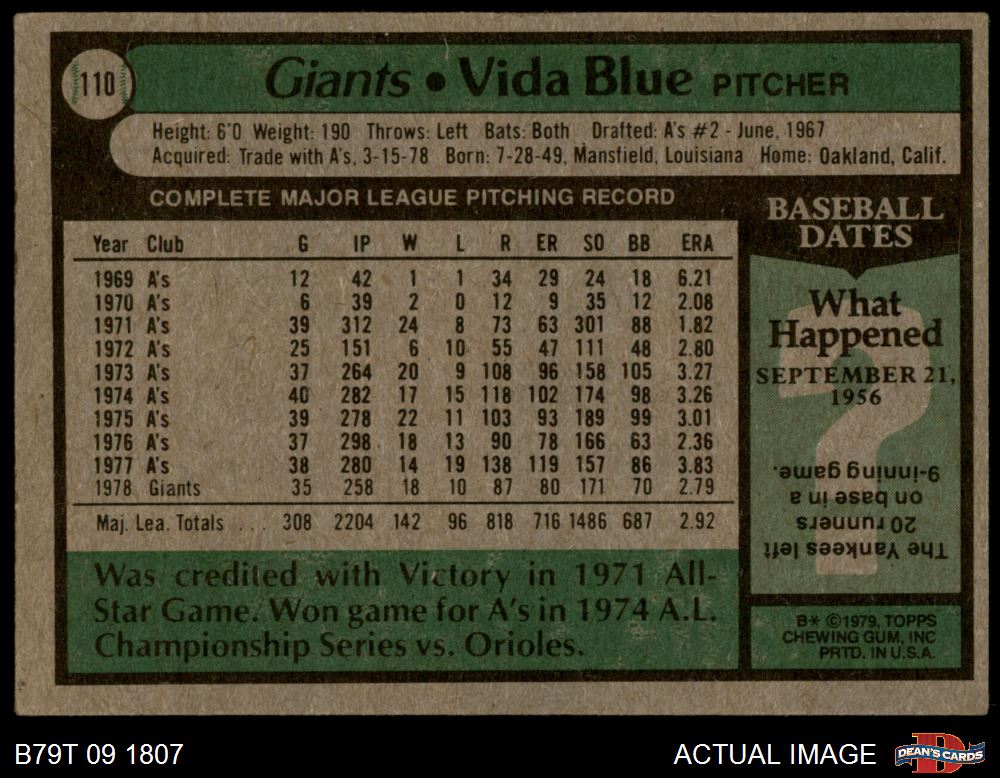 110
Giants • Vida Blue PITCHER
Height: 6'0 Weight: 190 Throws: Left Bats: Both Drafted: A's #2 - June, 1967
Acquired: Trade with A's, 3-15-78 Born: 7-28-49, Mansfield, Louisiana Home: Oakland, Calif.
COMPLETE MAJOR LEAGUE PITCHING RECORD
Year Club G IP W L R ER SO BB ERA
1969 A's 12 42 1 1 34 29 24 18 6.21
1970 A's 6 39 2 0 12 9 35 12 2.08
1971 A's 39 312 24 8 73 63 301 88 1.82
1972 A's 25 151 6 10 55 47 111 48 2.80
1973 A's 37 264 20 9 108 96 158 105 3.27
1974 A's 40 282 17 15 118 102 174 98 3.26
1975 A's 39 278 22 11 103 93 189 99 3.01
1976 A's 37 298 18 13 90 78 166 63 2.36
1977 A's 38 280 14 19 138 119 157 86 3.83
1978 Giants 35 258 18 10 87 80 171 70 2.79
Maj. Lea. Totals ... 308 2204 142 96 818 716 1486 687 2.92
Was credited with Victory in 1971 All-
Star Game. Won game for A's in 1974 A.L.
Championship Series vs. Orioles.
BASEBALL
DATES
What
Happened
SEPTEMBER 21,
1956
?
The Yankees left
20 runners
on base in a
9-inning game.
B* ©1979, TOPPS
CHEWING GUM, INC
PRTD. IN U.S.A.
B79T 09 1807
ACTUAL IMAGE
DEAN'S CARDS